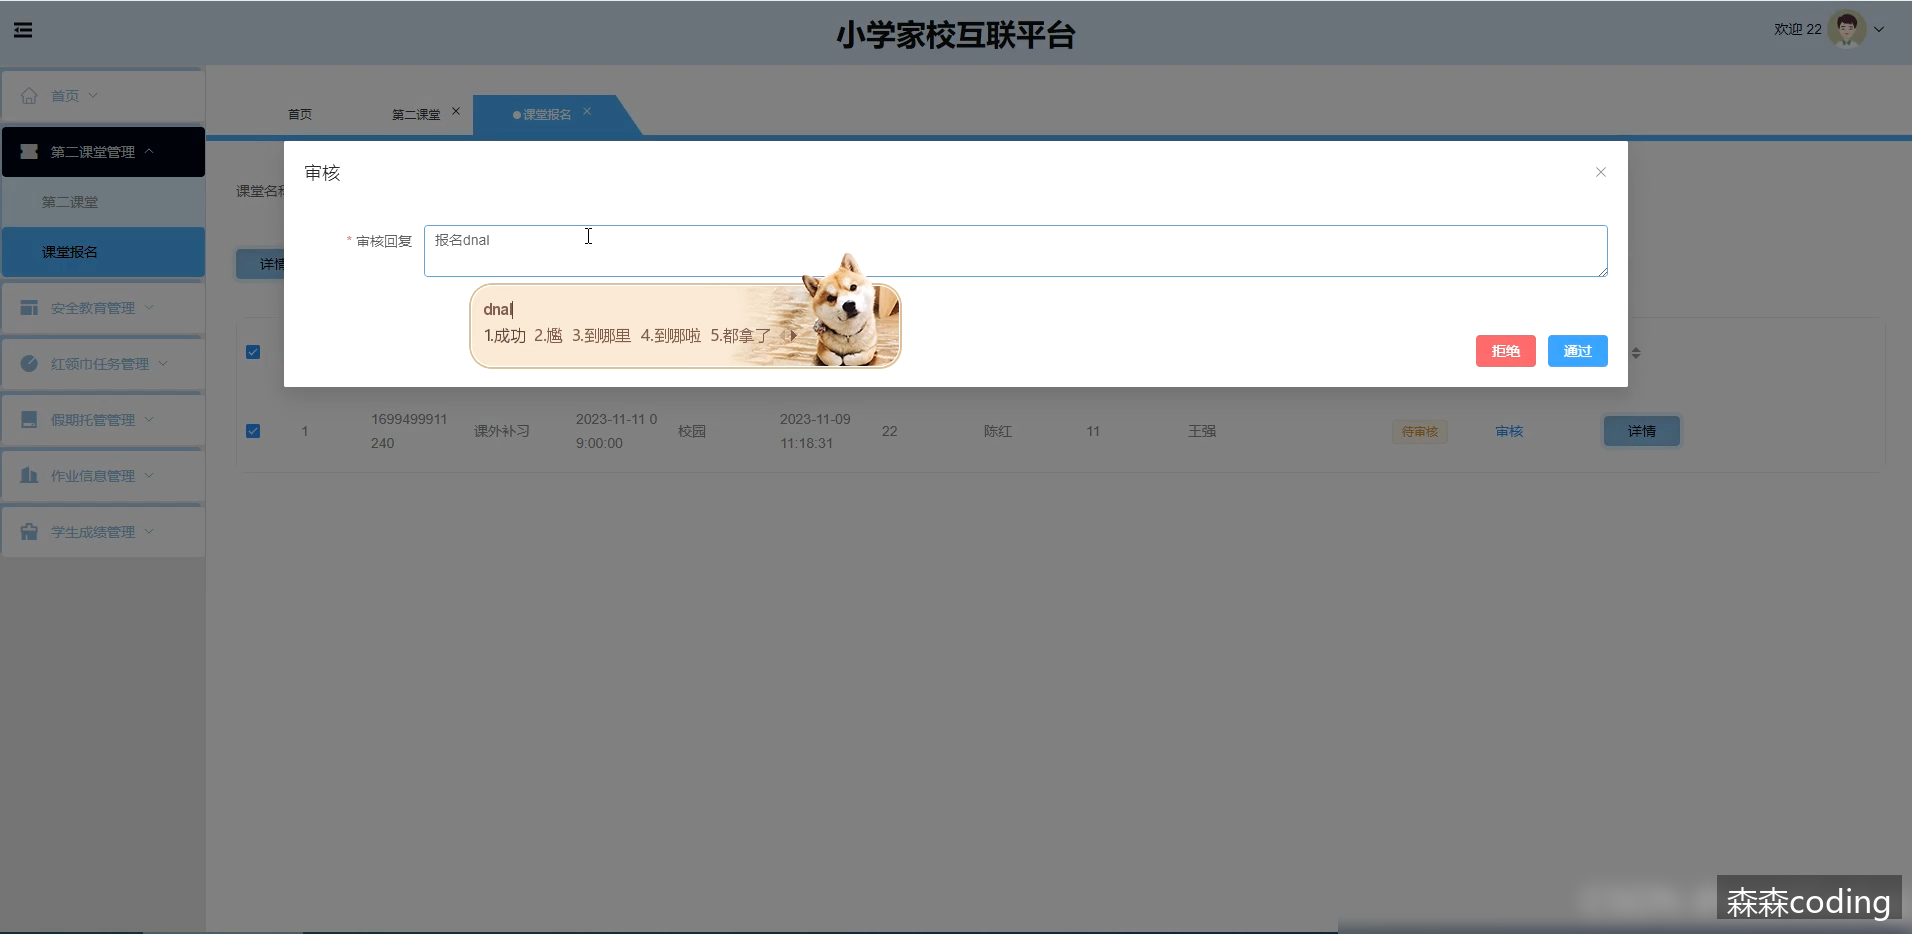 小学家校互联平台
欢迎 22
首页
第二课堂管理
第二课堂
课堂报名
安全教育管理
红领巾任务管理
假期托管管理
作业信息管理
学生成绩管理
首页 第二课堂 课堂报名
课堂名
详情
审核
* 审核回复 报名dnal
dnal
1.成功 2.尴 3.到哪里 4.到哪啦 5.都拿了
拒绝 通过
1 1699499911240 课外补习 2023-11-11 09:00:00 校园 2023-11-09 11:18:31 22 陈红 11 王强 待审核 审核 详情
森森coding